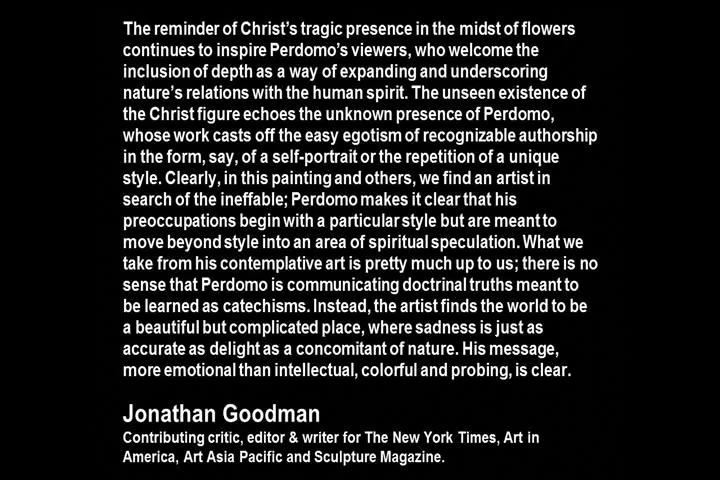 The reminder of Christ's tragic presence in the midst of flowers
continues to inspire Perdomo's viewers, who welcome the
inclusion of depth as a way of expanding and underscoring
nature's relations with the human spirit. The unseen existence of
the Christ figure echoes the unknown presence of Perdomo,
whose work casts off the easy egotism of recognizable authorship
in the form, say, of a self-portrait or the repetition of a unique
style. Clearly, in this painting and others, we find an artist in
search of the ineffable; Perdomo makes it clear that his
preoccupations begin with a particular style but are meant to
move beyond style into an area of spiritual speculation. What we
take from his contemplative art is pretty much up to us; there is no
sense that Perdomo is communicating doctrinal truths meant to
be learned as catechisms. Instead, the artist finds the world to be
a beautiful but complicated place, where sadness is just as
accurate as delight as a concomitant of nature. His message,
more emotional than intellectual, colorful and probing, is clear.
Jonathan Goodman
Contributing critic, editor & writer for The New York Times, Art in
America, Art Asia Pacific and Sculpture Magazine.